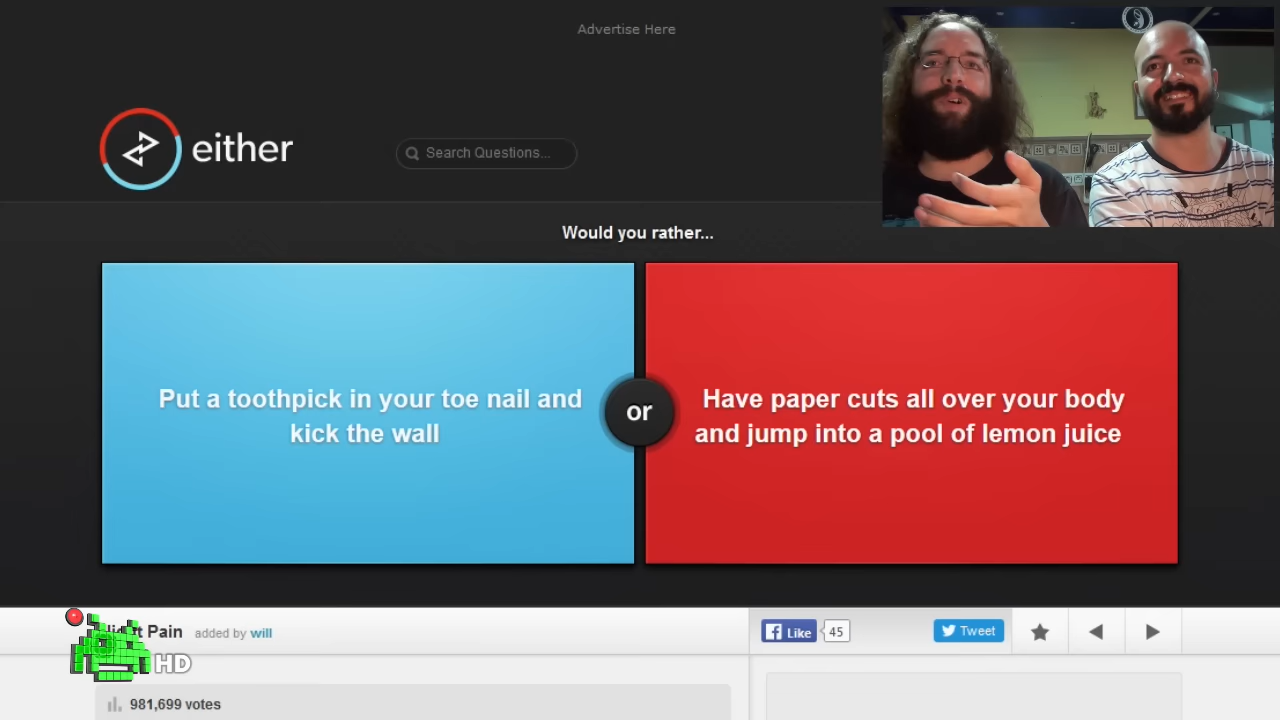 Advertise Here
either
Search Questions...
Would you rather...
Put a toothpick in your toe nail and
kick the wall
or
Have paper cuts all over your body
and jump into a pool of lemon juice
Pain added by will
Like 45
Tweet
HD
981,699 votes